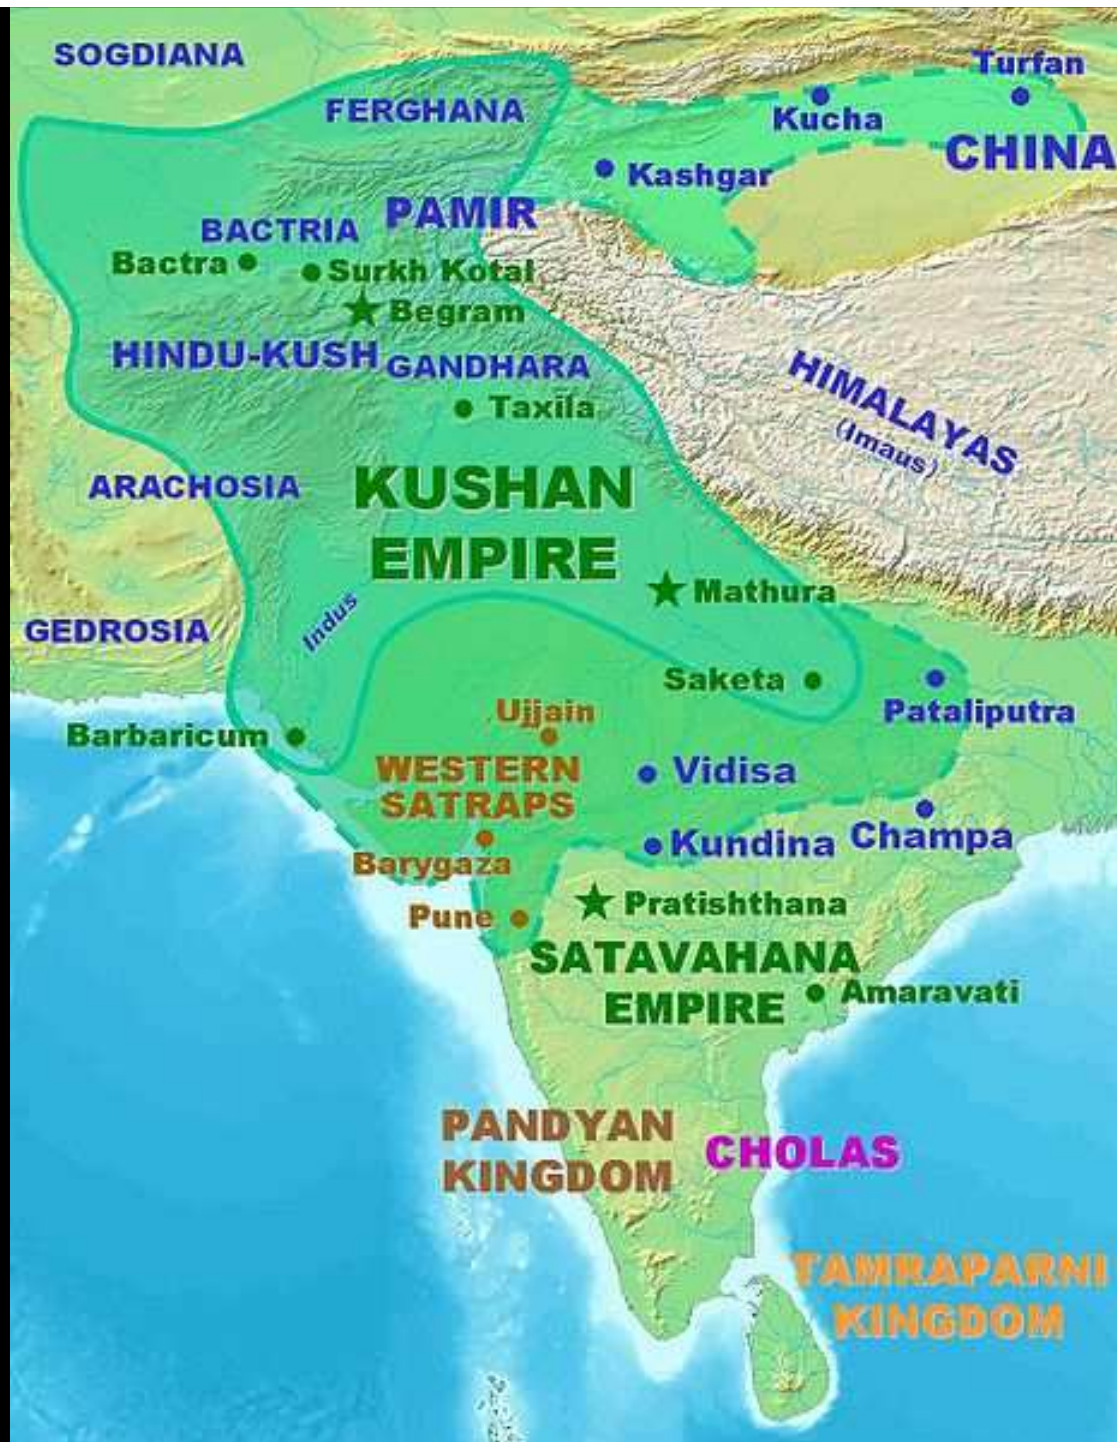 SOGDIANA
Turfan
FERGHANA
Kucha
CHINA
Kashgar
PAMIR
BACTRIA
Bactra
Surkh Kotal
Begram
HINDU-KUSH
GANDHARA
Taxila
HIMALAYAS
(Imaus)
ARACHOSIA
KUSHAN
EMPIRE
Mathura
Indus
GEDROSIA
Saketa
Pataliputra
Ujjain
Barbaricum
WESTERN
SATRAPS
Vidisa
Champa
Kundina
Barygaza
Pratishthana
Pune
SATAVAHANA
EMPIRE
Amaravati
PANDYAN
KINGDOM
CHOLAS
TAMRAPARNI
KINGDOM